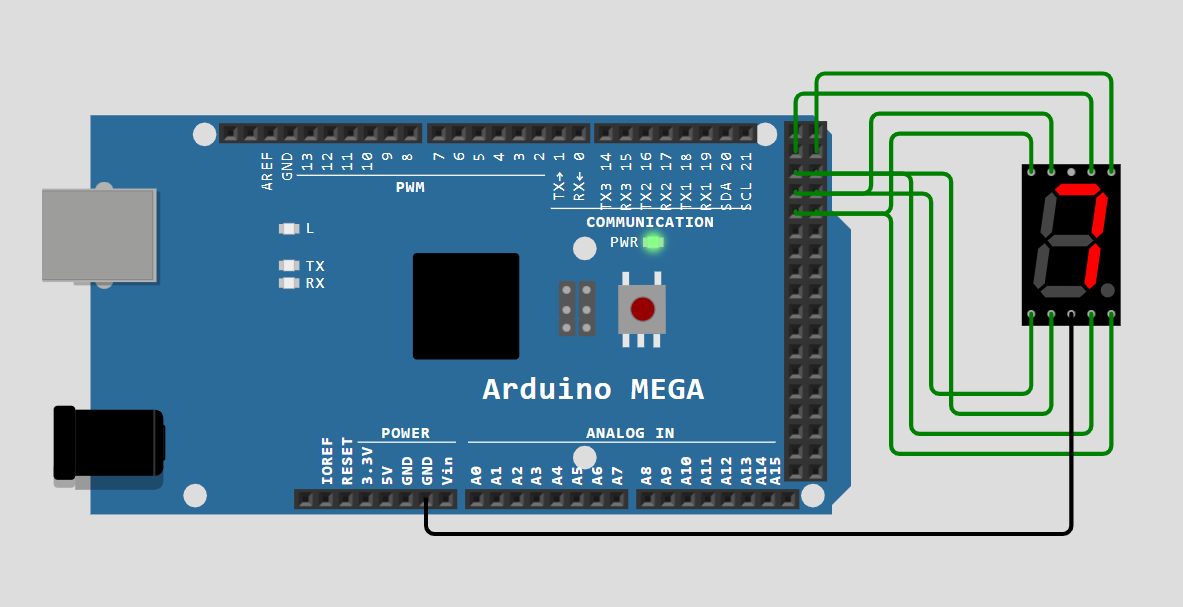 AREF GND 13 12 11 10 9 8 7 6 5 4 3 2 TX→ 1 RX← 0 TX3 14 RX3 15 TX2 16 RX2 17 TX1 18 RX1 19 SDA 20 SCL 21
PWM
COMMUNICATION
L
PWR
TX
RX
Arduino MEGA
POWER
ANALOG IN
IOREF RESET 3.3V 5V GND GND Vin A0 A1 A2 A3 A4 A5 A6 A7 A8 A9 A10 A11 A12 A13 A14 A15